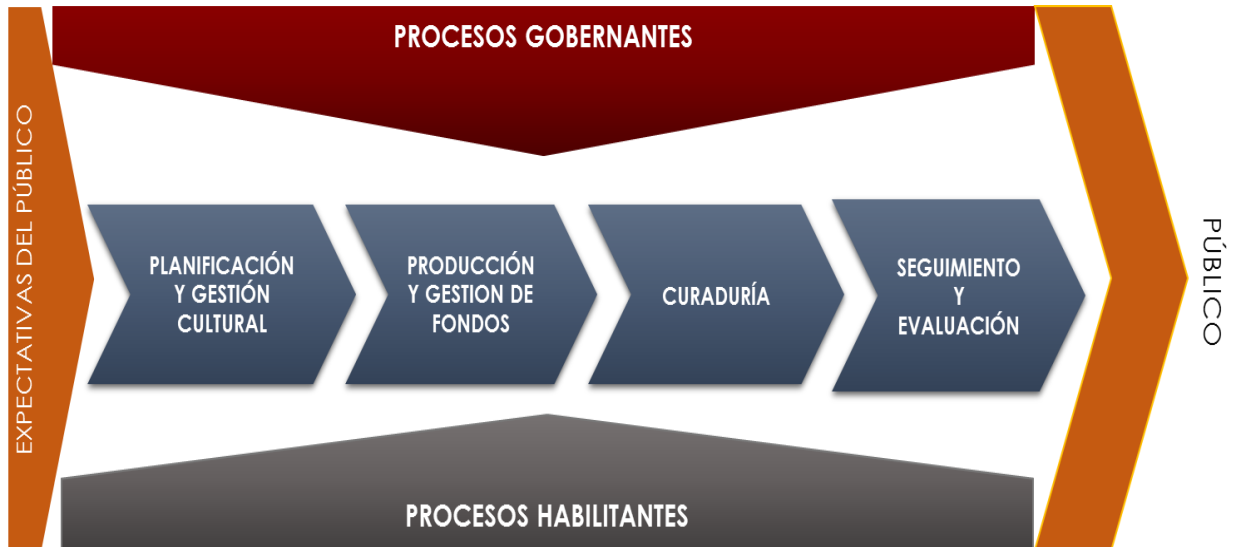 PROCESOS GOBERNANTES
EXPECTATIVAS DEL PÚBLICO
PLANIFICACIÓN
Y GESTIÓN
CULTURAL
PRODUCCIÓN
Y GESTION DE
FONDOS
CURADURÍA
SEGUIMIENTO
Y
EVALUACIÓN
PÚBLICO
PROCESOS HABILITANTES